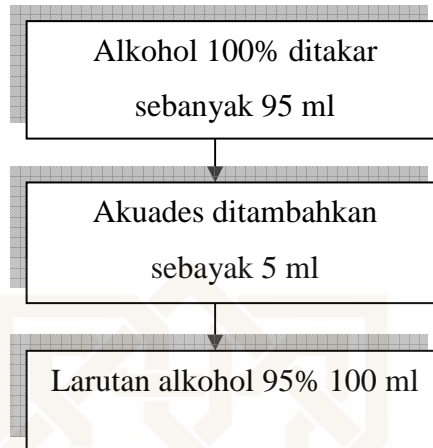 Alkohol 100% ditakar
sebanyak 95 ml
Akuades ditambahkan
sebayak 5 ml
Larutan alkohol 95% 100 ml